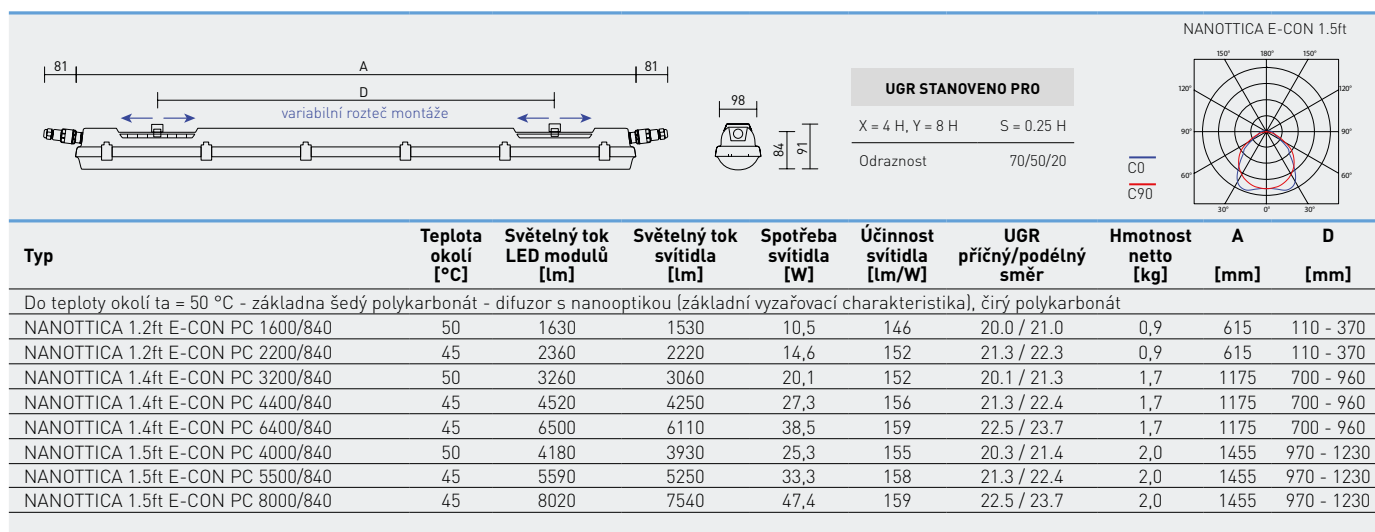 NANOTTICA E-CON 1.5ft
81 A 81
D
variabilní rozteč montáže
98
84
91
UGR STANOVENO PRO
X = 4 H, Y = 8 H S = 0.25 H
Odraznost 70/50/20
C0
C90
150° 180° 150°
120° 120°
90° 90°
60° 60°
30° 0° 30°
Typ Teplota okolí [°C] Světelný tok LED modulů [lm] Světelný tok svítidla [lm] Spotřeba svítidla [W] Účinnost svítidla [lm/W] UGR příčný/podélný směr Hmotnost netto [kg] A [mm] D [mm]
Do teploty okolí ta = 50 °C - základna šedý polykarbonát - difuzor s nanooptikou (základní vyzařovací charakteristika), čirý polykarbonát
NANOTTICA 1.2ft E-CON PC 1600/840 50 1630 1530 10,5 146 20.0 / 21.0 0,9 615 110 - 370
NANOTTICA 1.2ft E-CON PC 2200/840 45 2360 2220 14,6 152 21.3 / 22.3 0,9 615 110 - 370
NANOTTICA 1.4ft E-CON PC 3200/840 50 3260 3060 20,1 152 20.1 / 21.3 1,7 1175 700 - 960
NANOTTICA 1.4ft E-CON PC 4400/840 45 4520 4250 27,3 156 21.3 / 22.4 1,7 1175 700 - 960
NANOTTICA 1.4ft E-CON PC 6400/840 45 6500 6110 38,5 159 22.5 / 23.7 1,7 1175 700 - 960
NANOTTICA 1.5ft E-CON PC 4000/840 50 4180 3930 25,3 155 20.3 / 21.4 2,0 1455 970 - 1230
NANOTTICA 1.5ft E-CON PC 5500/840 45 5590 5250 33,3 158 21.3 / 22.4 2,0 1455 970 - 1230
NANOTTICA 1.5ft E-CON PC 8000/840 45 8020 7540 47,4 159 22.5 / 23.7 2,0 1455 970 - 1230